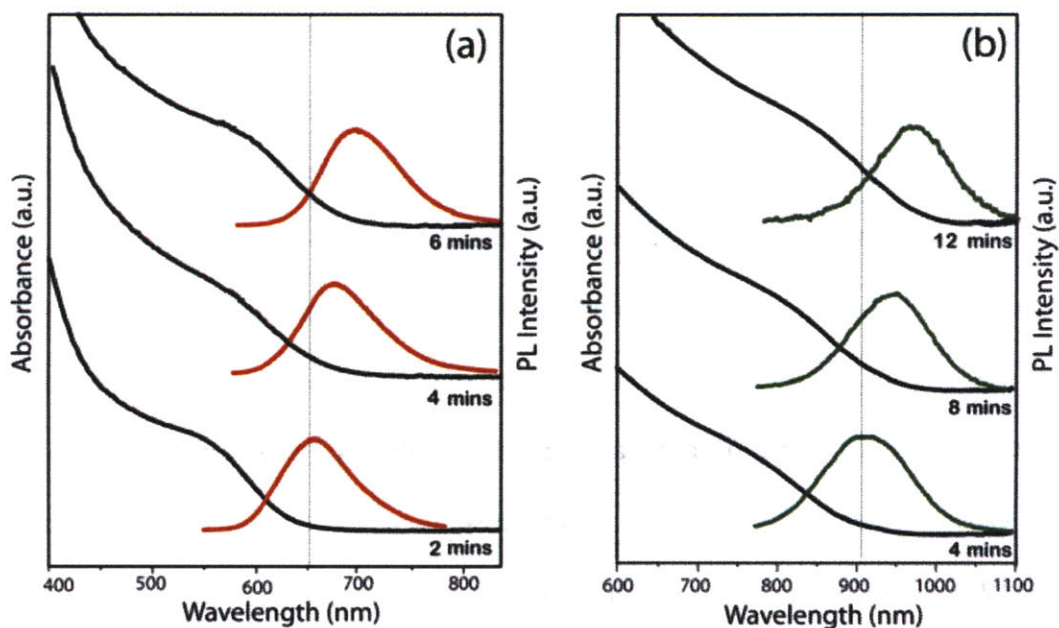 (a)
Absorbance (a.u.)
PL Intensity (a.u.)
6 mins
4 mins
2 mins
400 500 600 700 800
Wavelength (nm)
(b)
Absorbance (a.u.)
PL Intensity (a.u.)
12 mins
8 mins
4 mins
600 700 800 900 1000 1100
Wavelength (nm)